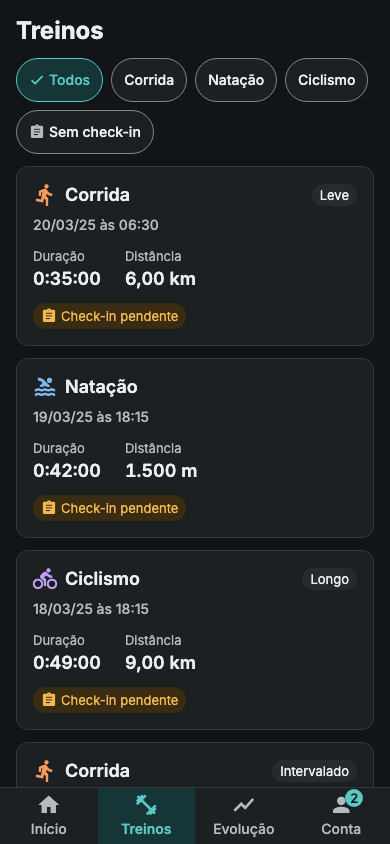 Treinos
Todos
Corrida
Natação
Ciclismo
Sem check-in
Corrida
Leve
20/03/25 às 06:30
Duração
Distância
0:35:00
6,00 km
Check-in pendente
Natação
19/03/25 às 18:15
Duração
Distância
0:42:00
1.500 m
Check-in pendente
Ciclismo
Longo
18/03/25 às 18:15
Duração
Distância
0:49:00
9,00 km
Check-in pendente
Corrida
Intervalado
2
Início
Treinos
Evolução
Conta